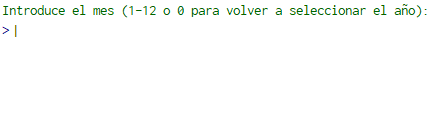 Introduce el mes (1-12 o 0 para volver a seleccionar el año):
>